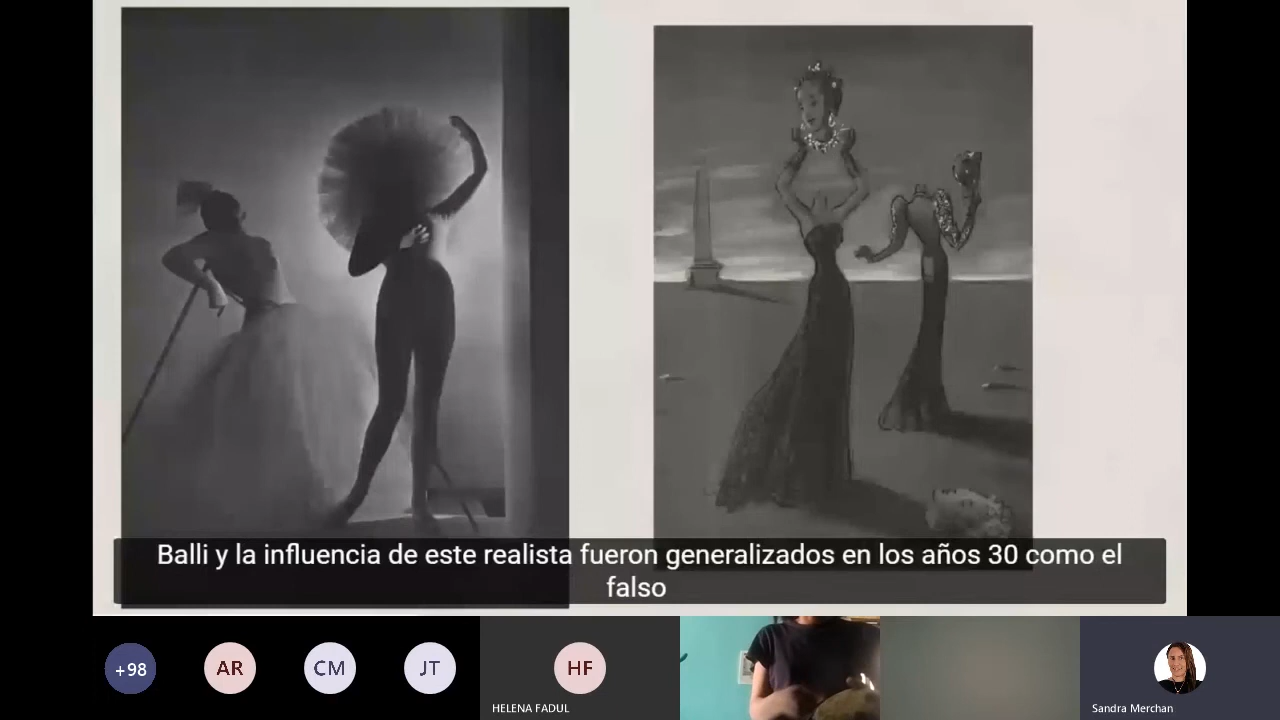 Balli y la influencia de este realista fueron generalizados en los años 30 como el
falso
+98
AR
CM
JT
HF
HELENA FADUL
Sandra Merchan